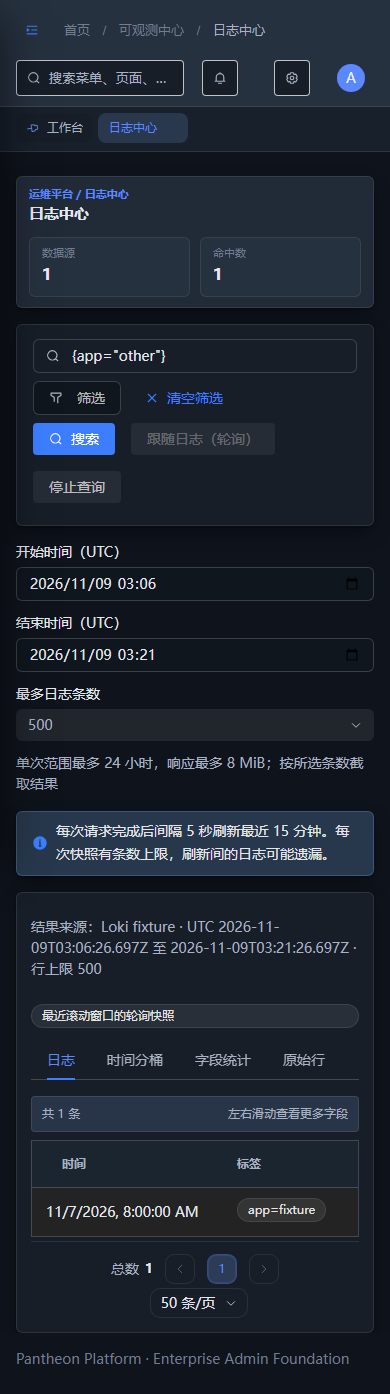 首页 / 可观测中心 / 日志中心
搜索菜单、页面、...
A
工作台 日志中心
运维平台 / 日志中心
日志中心
数据源 命中数
1 1
{app="other"}
筛选 清空筛选
搜索 跟随日志（轮询）
停止查询
开始时间（UTC）
2026/11/09 03:06
结束时间（UTC）
2026/11/09 03:21
最多日志条数
500
单次范围最多 24 小时，响应最多 8 MiB；按所选条数截
取结果
每次请求完成后间隔 5 秒刷新最近 15 分钟。每
次快照有条数上限，刷新间的日志可能遗漏。
结果来源：Loki fixture · UTC 2026-11-
09T03:06:26.697Z 至 2026-11-09T03:21:26.697Z ·
行上限 500
最近滚动窗口的轮询快照
日志 时间分桶 字段统计 原始行
共 1 条 左右滑动查看更多字段
时间 标签
11/7/2026, 8:00:00 AM app=fixture
总数 1 1
50 条/页
Pantheon Platform · Enterprise Admin Foundation